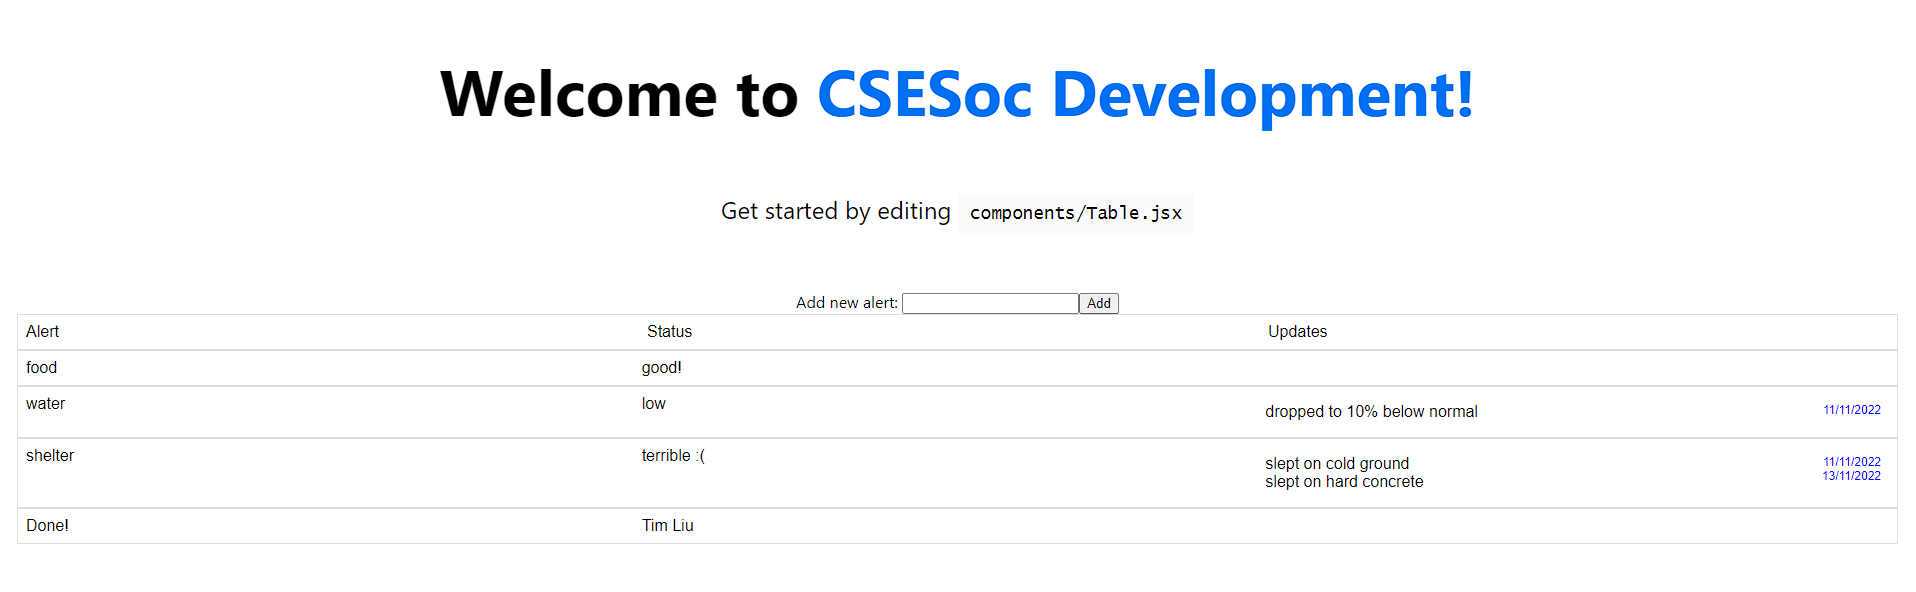 Welcome to CSESoc Development!
Get started by editing components/Table.jsx
Add new alert: Add
Alert Status Updates
food good!
water low dropped to 10% below normal 11/11/2022
shelter terrible :( slept on cold ground 11/11/2022
slept on hard concrete 13/11/2022
Done! Tim Liu